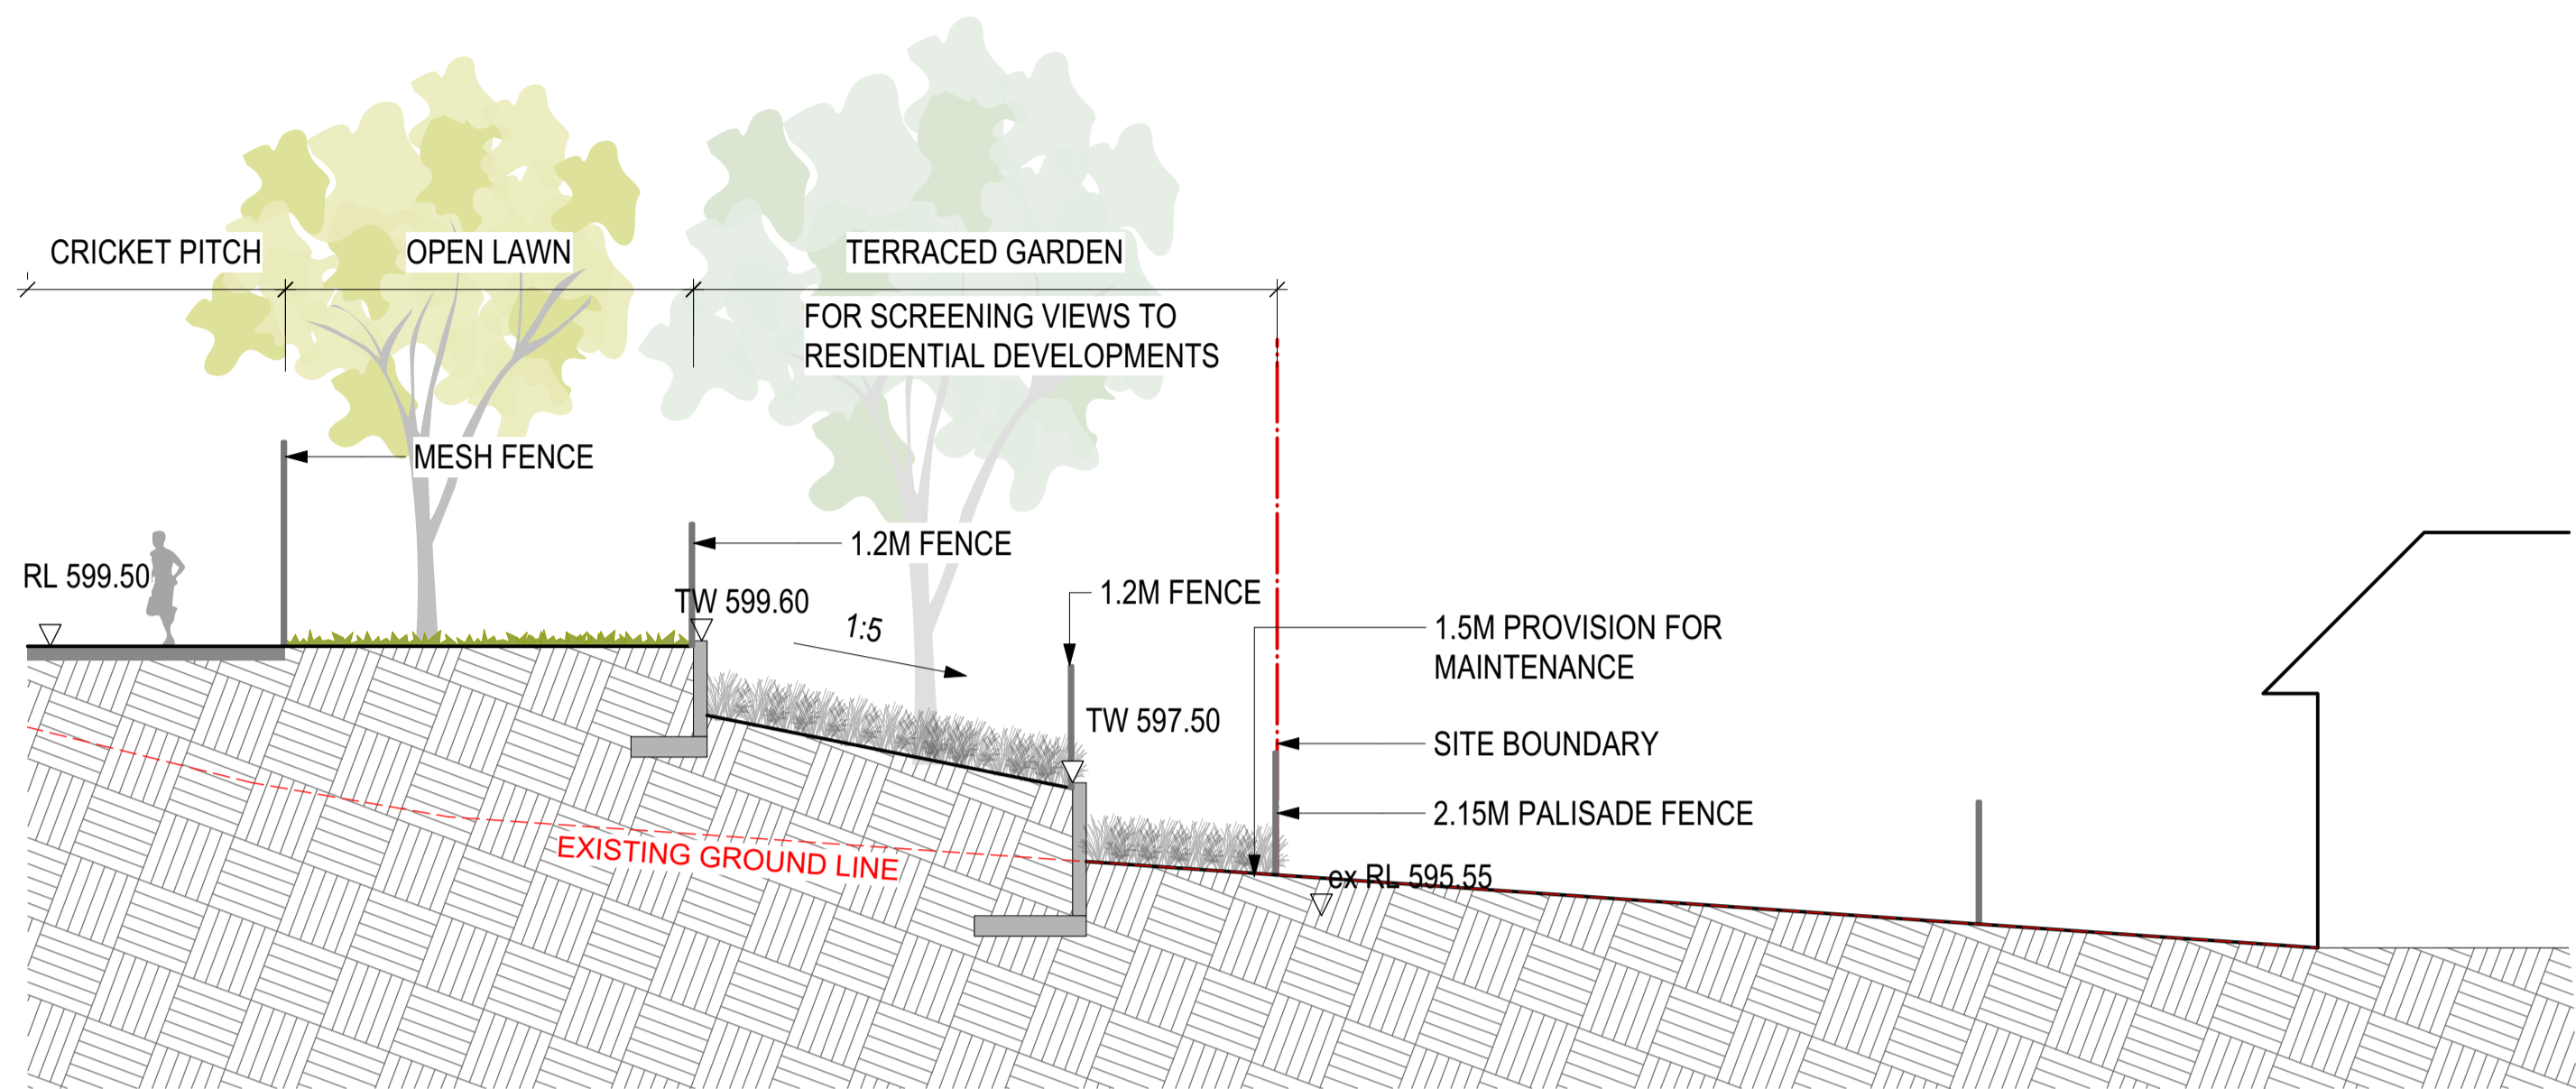 CRICKET PITCH
OPEN LAWN
TERRACED GARDEN
FOR SCREENING VIEWS TO
RESIDENTIAL DEVELOPMENTS
MESH FENCE
1.2M FENCE
RL 599.50
TW 599.60
1:5
1.2M FENCE
1.5M PROVISION FOR
MAINTENANCE
TW 597.50
SITE BOUNDARY
2.15M PALISADE FENCE
EXISTING GROUND LINE
ex RL 595.55